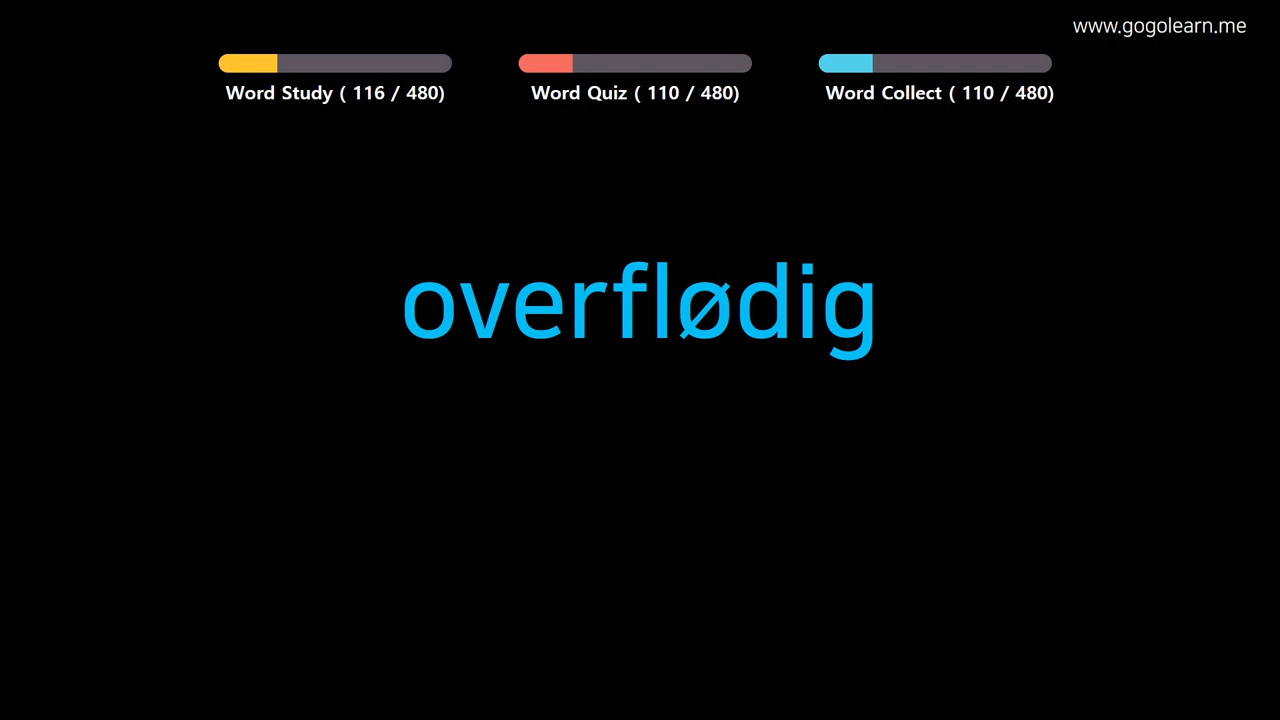 www.gogolearn.me
Word Study ( 116 / 480)
Word Quiz ( 110 / 480)
Word Collect ( 110 / 480)
overflødig